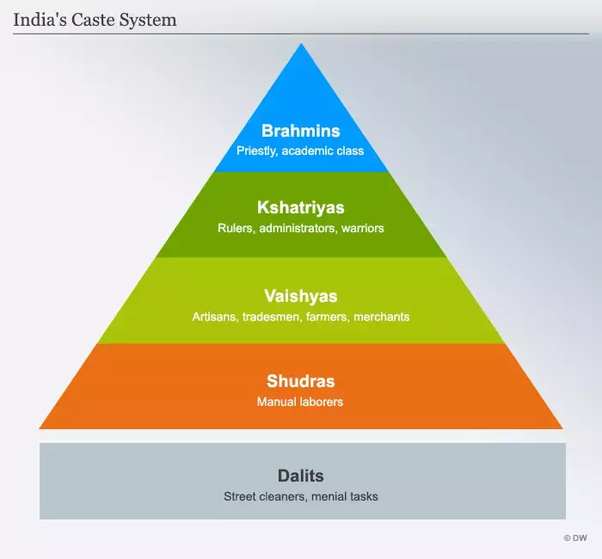 India's Caste System
Brahmins
Priestly, academic class
Kshatriyas
Rulers, administrators, warriors
Vaishyas
Artisans, tradesmen, farmers, merchants
Shudras
Manual laborers
Dalits
Street cleaners, menial tasks
© DW